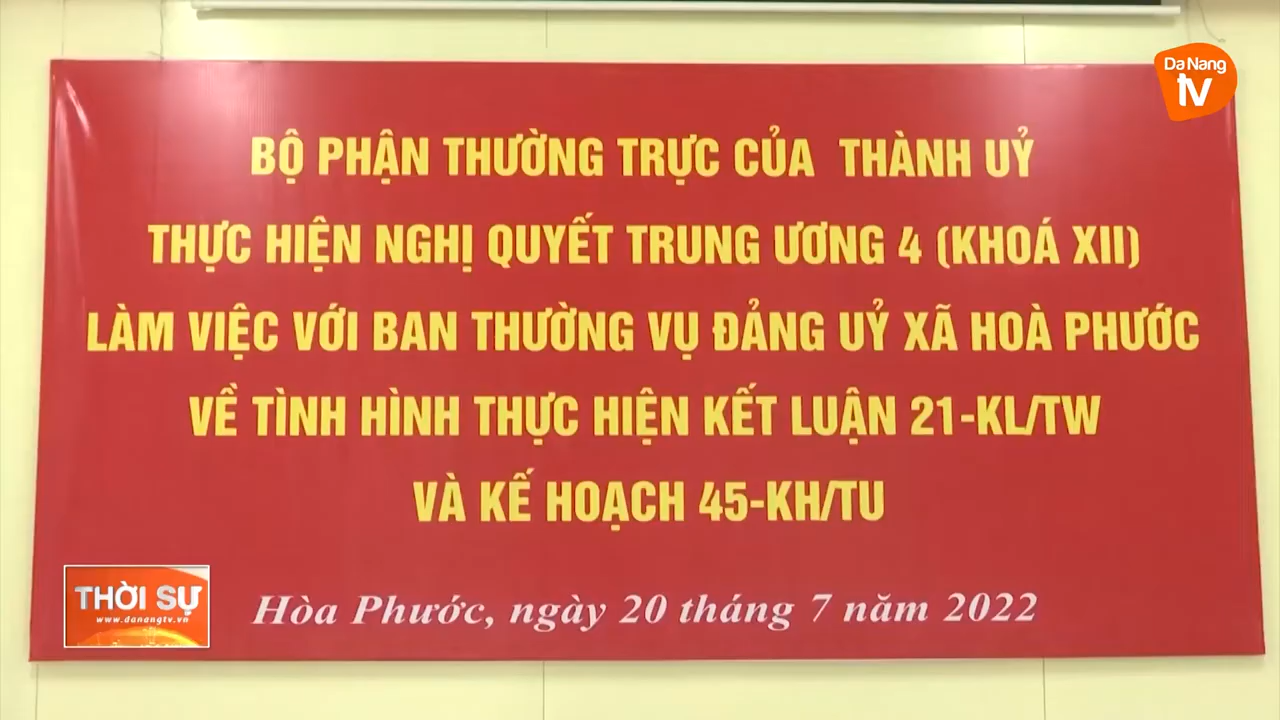 Da Nang
tv
BỘ PHẬN THƯỜNG TRỰC CỦA THÀNH UỶ
THỰC HIỆN NGHỊ QUYẾT TRUNG ƯƠNG 4 (KHOÁ XII)
LÀM VIỆC VỚI BAN THƯỜNG VỤ ĐẢNG UỶ XÃ HOÀ PHƯỚC
VỀ TÌNH HÌNH THỰC HIỆN KẾT LUẬN 21-KL/TW
VÀ KẾ HOẠCH 45-KH/TU
Hòa Phước, ngày 20 tháng 7 năm 2022
THỜI SỰ
www.danangtv.vn